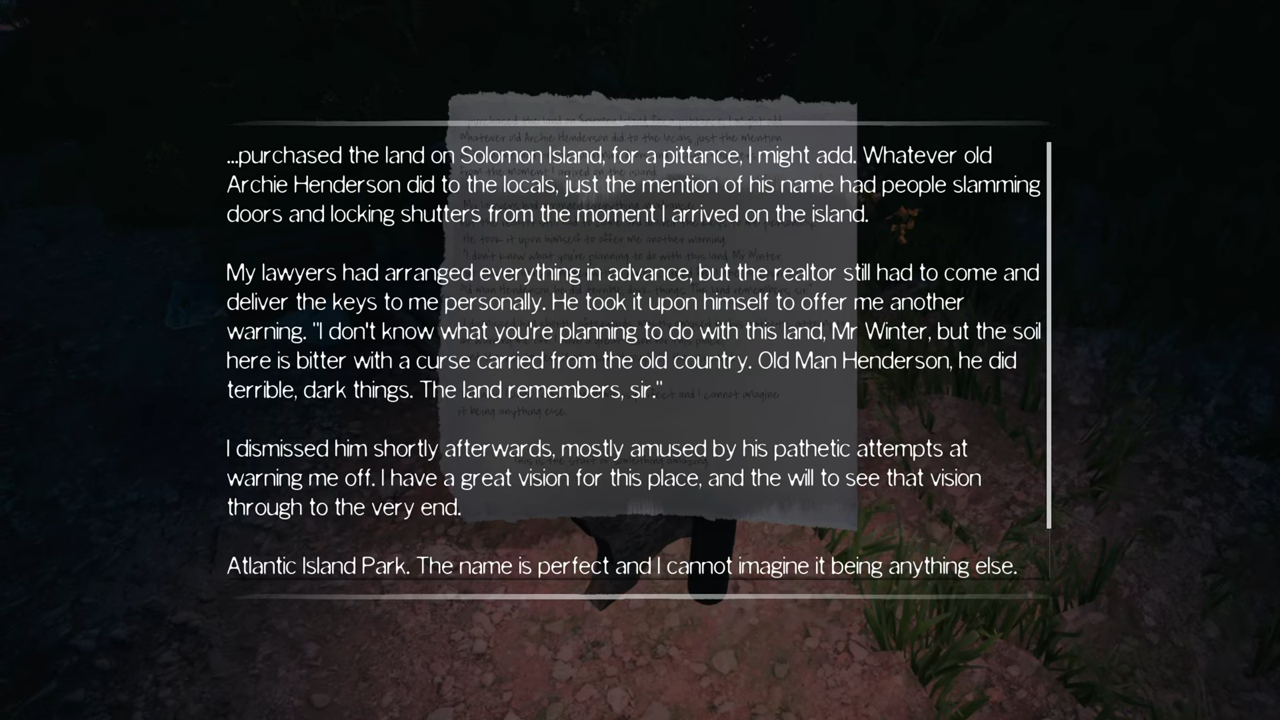 ...purchased the land on Solomon Island, for a pittance, I might add. Whatever old
Archie Henderson did to the locals, just the mention of his name had people slamming
doors and locking shutters from the moment I arrived on the island.
My lawyers had arranged everything in advance, but the realtor still had to come and
deliver the keys to me personally. He took it upon himself to offer me another
warning. "I don't know what you're planning to do with this land, Mr Winter, but the soil
here is bitter with a curse carried from the old country. Old Man Henderson, he did
terrible, dark things. The land remembers, sir."
I dismissed him shortly afterwards, mostly amused by his pathetic attempts at
warning me off. I have a great vision for this place, and the will to see that vision
through to the very end.
Atlantic Island Park. The name is perfect and I cannot imagine it being anything else.